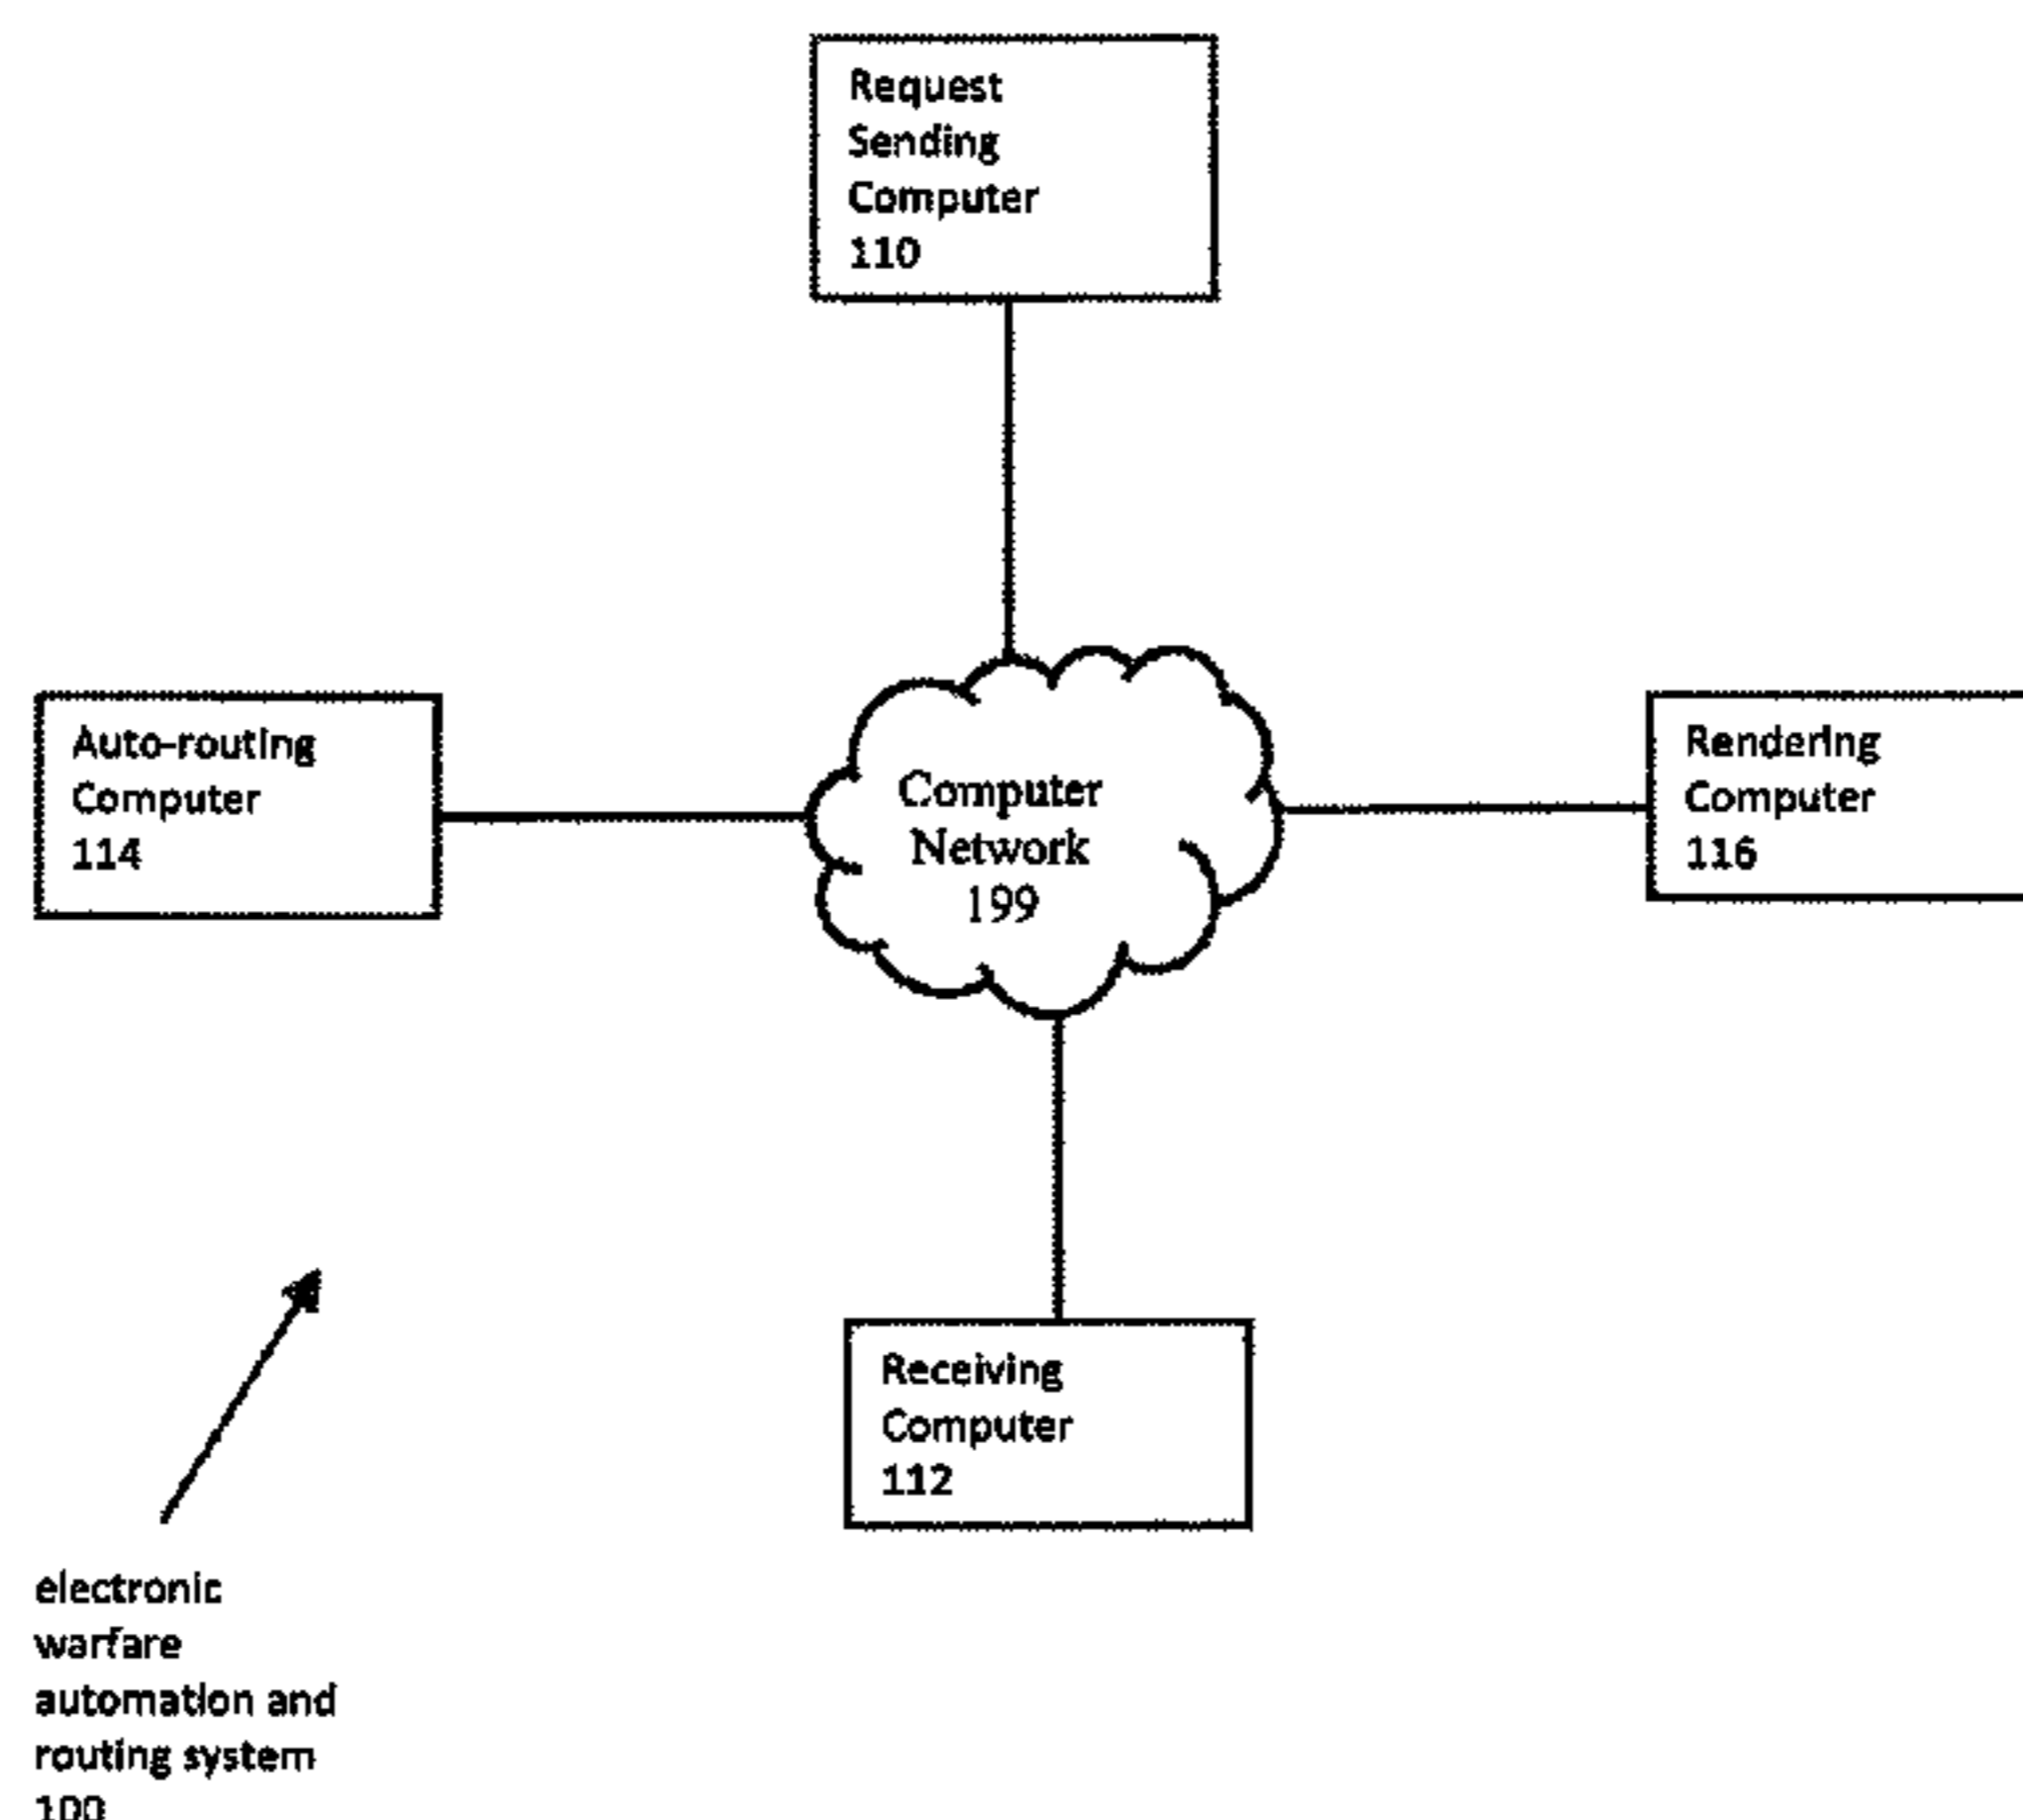 Request
Sending
Computer
110
Auto-routing
Computer
114
Computer
Network
199
Rendering
Computer
116
Receiving
Computer
112
electronic
warfare
automation and
routing system
100